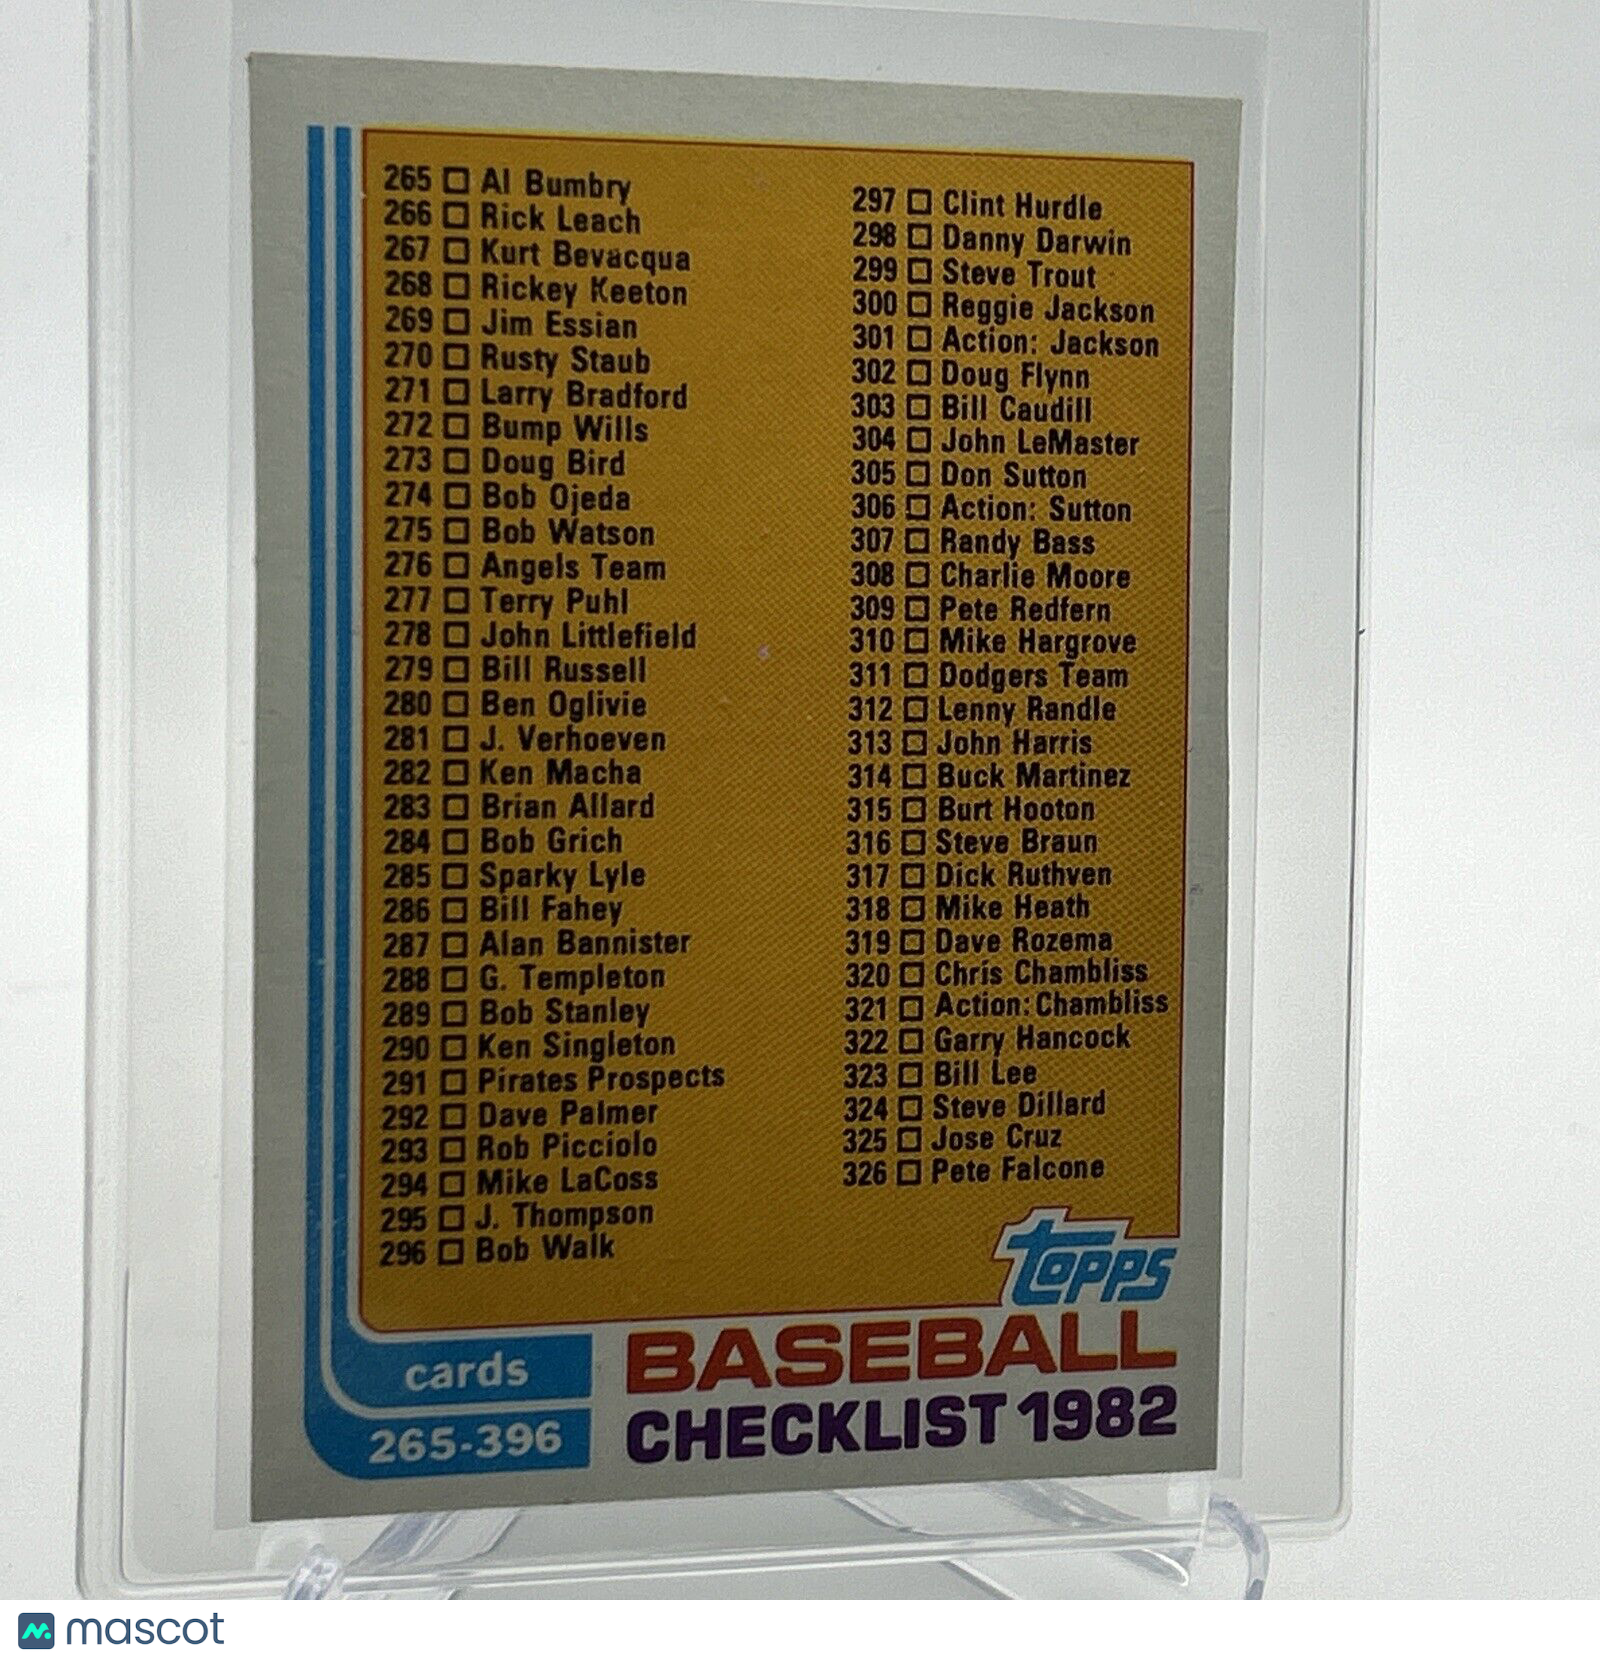 265 □ Al Bumbry
266 □ Rick Leach
267 □ Kurt Bevacqua
268 □ Rickey Keeton
269 □ Jim Essian
270 □ Rusty Staub
271 □ Larry Bradford
272 □ Bump Wills
273 □ Doug Bird
274 □ Bob Ojeda
275 □ Bob Watson
276 □ Angels Team
277 □ Terry Puhl
278 □ John Littlefield
279 □ Bill Russell
280 □ Ben Oglivie
281 □ J. Verhoeven
282 □ Ken Macha
283 □ Brian Allard
284 □ Bob Grich
285 □ Sparky Lyle
286 □ Bill Fahey
287 □ Alan Bannister
288 □ G. Templeton
289 □ Bob Stanley
290 □ Ken Singleton
291 □ Pirates Prospects
292 □ Dave Palmer
293 □ Rob Picciolo
294 □ Mike LaCoss
295 □ J. Thompson
296 □ Bob Walk
297 □ Clint Hurdle
298 □ Danny Darwin
299 □ Steve Trout
300 □ Reggie Jackson
301 □ Action: Jackson
302 □ Doug Flynn
303 □ Bill Caudill
304 □ John LeMaster
305 □ Don Sutton
306 □ Action: Sutton
307 □ Randy Bass
308 □ Charlie Moore
309 □ Pete Redfern
310 □ Mike Hargrove
311 □ Dodgers Team
312 □ Lenny Randle
313 □ John Harris
314 □ Buck Martinez
315 □ Burt Hooton
316 □ Steve Braun
317 □ Dick Ruthven
318 □ Mike Heath
319 □ Dave Rozema
320 □ Chris Chambliss
321 □ Action: Chambliss
322 □ Garry Hancock
323 □ Bill Lee
324 □ Steve Dillard
325 □ Jose Cruz
326 □ Pete Falcone
topps
cards
265-396
BASEBALL
CHECKLIST 1982
mascot